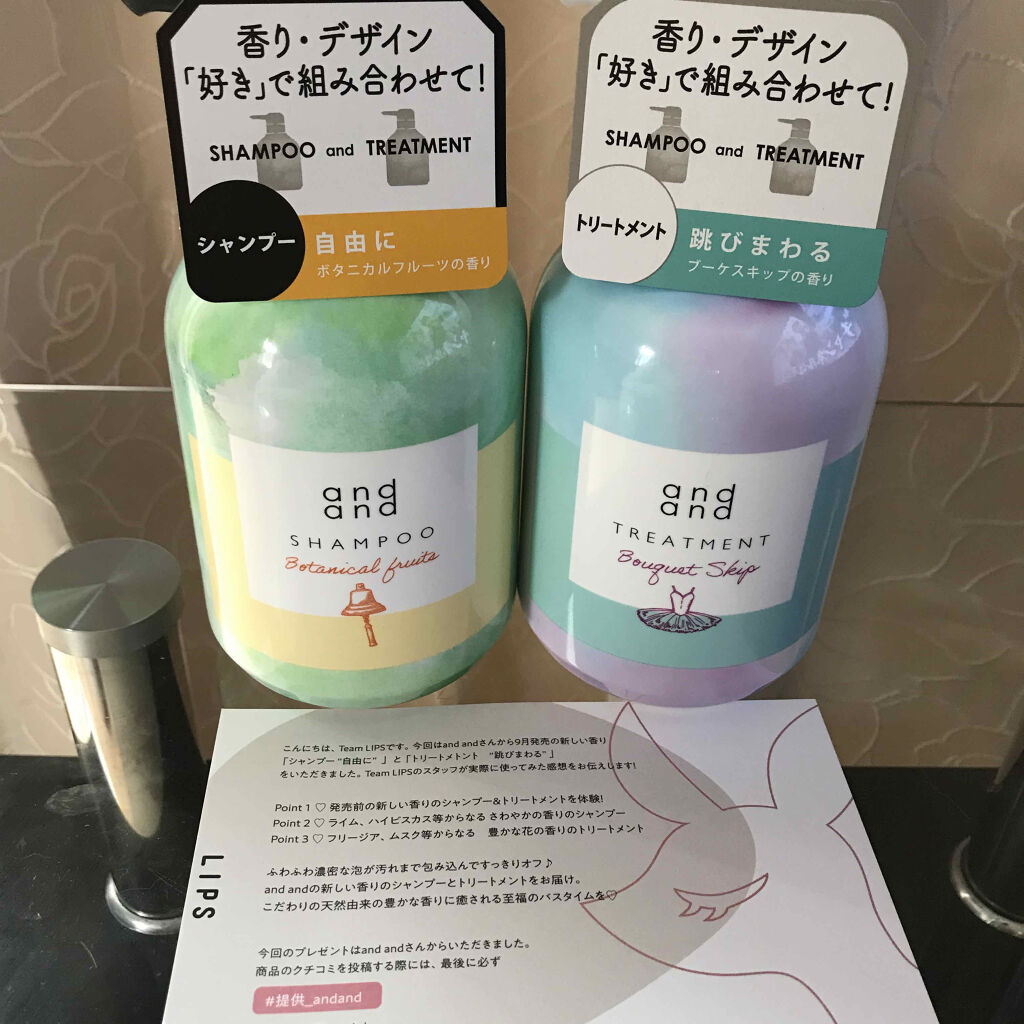 香り・デザイン
「好き」で組み合わせて!
SHAMPOO and TREATMENT
シャンプー
自由に
ボタニカルフルーツの香り
and
and
SHAMPOO
Botanical fruits
香り・デザイン
「好き」で組み合わせて!
SHAMPOO and TREATMENT
トリートメント
跳びまわる
ブーケスキップの香り
and
and
TREATMENT
Bouquet Skip
LIPS
こんにちは、Team LIPSです。今回はand andさんから9月発売の新しい香り
「シャンプー "自由に" 」と「トリートメント "跳びまわる" 」
をいただきました。Team LIPSのスタッフが実際に使ってみた感想をお伝えします!
Point 1 ♡ 発売前の新しい香りのシャンプー&トリートメントを体験!
Point 2 ♡ ライム、ハイビスカス等からなる さわやかの香りのシャンプー
Point 3 ♡ フリージア、ムスク等からなる 豊かな花の香りのトリートメント
ふわふわ濃密な泡が汚れまで包み込んですっきりオフ♪
and andの新しい香りのシャンプーとトリートメントをお届け。
こだわりの天然由来の豊かな香りに癒される至福のバスタイムを♡
今回のプレゼントはand andさんからいただきました。
商品のクチコミを投稿する際には、最後に必ず
#提供_andand